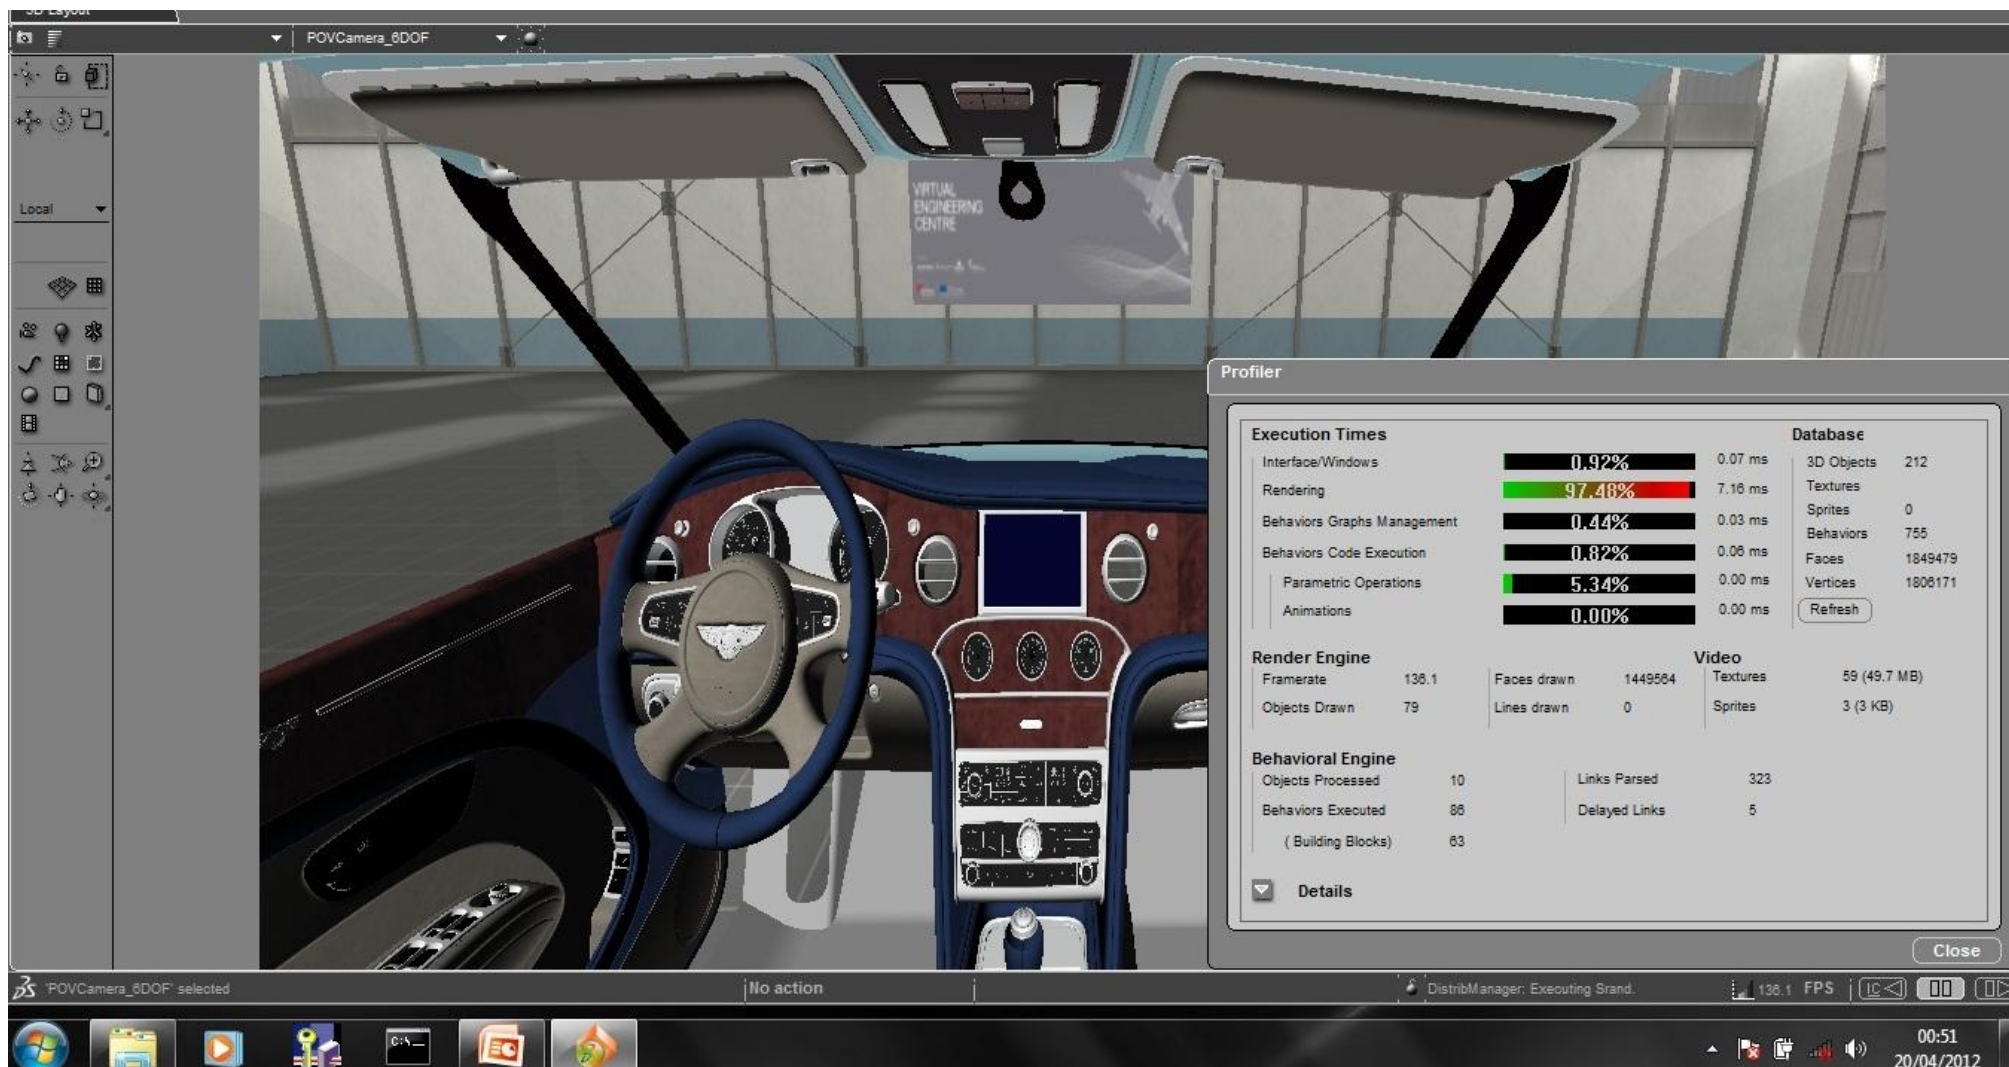 3D Layout
POVCamera_6DOF
Local
VIRTUAL
ENGINEERING
CENTRE
Profiler
Execution Times
Database
Interface/Windows 0.92% 0.07 ms
3D Objects 212
Rendering 97.48% 7.16 ms
Textures
Sprites 0
Behaviors Graphs Management 0.44% 0.03 ms
Behaviors 755
Behaviors Code Execution 0.82% 0.06 ms
Faces 1849479
Parametric Operations 5.34% 0.00 ms
Vertices 1806171
Animations 0.00% 0.00 ms
Refresh
Render Engine
Video
Framerate 136.1 Faces drawn 1449564 Textures 59 (49.7 MB)
Objects Drawn 79 Lines drawn 0 Sprites 3 (3 KB)
Behavioral Engine
Objects Processed 10 Links Parsed 323
Behaviors Executed 86 Delayed Links 5
( Building Blocks) 63
Details
Close
'POVCamera_6DOF' selected
No action
DistribManager: Executing Srand.
136.1 FPS
IC
C:\_
00:51
20/04/2012